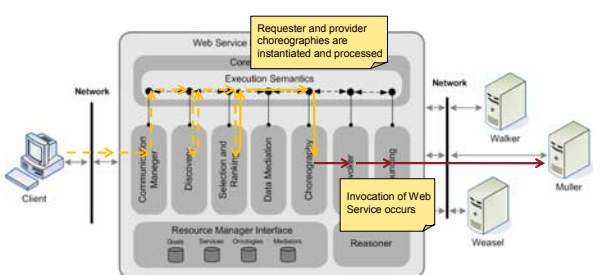 Requester and provider
choreographies are
instantiated and processed
Web Service
Core
Execution Semantics
Network
Network
Communication
Manager
Discovery
Selection and
Ranking
Data Mediation
Choreography
Client
Walker
Muller
Weasel
Invocation of Web
Service occurs
Resource Manager Interface
Goals Services Ontologies Mediators
Reasoner